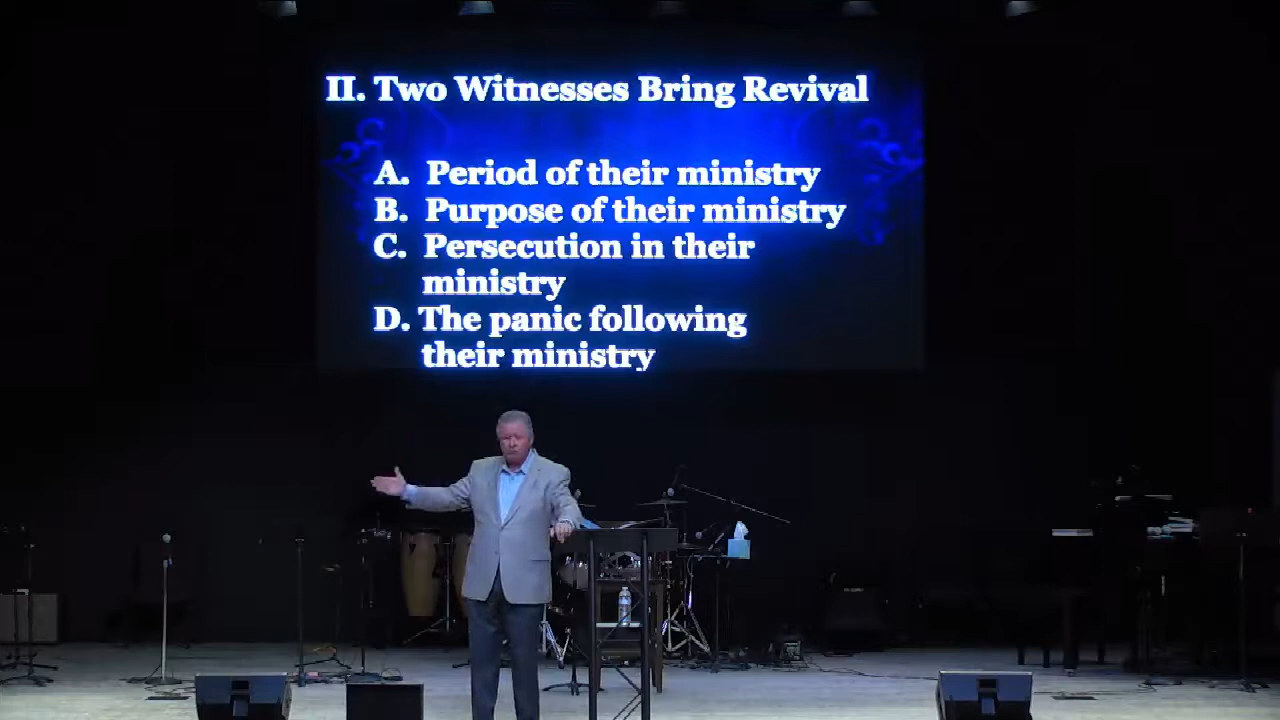 II. Two Witnesses Bring Revival
A. Period of their ministry
B. Purpose of their ministry
C. Persecution in their
ministry
D. The panic following
their ministry